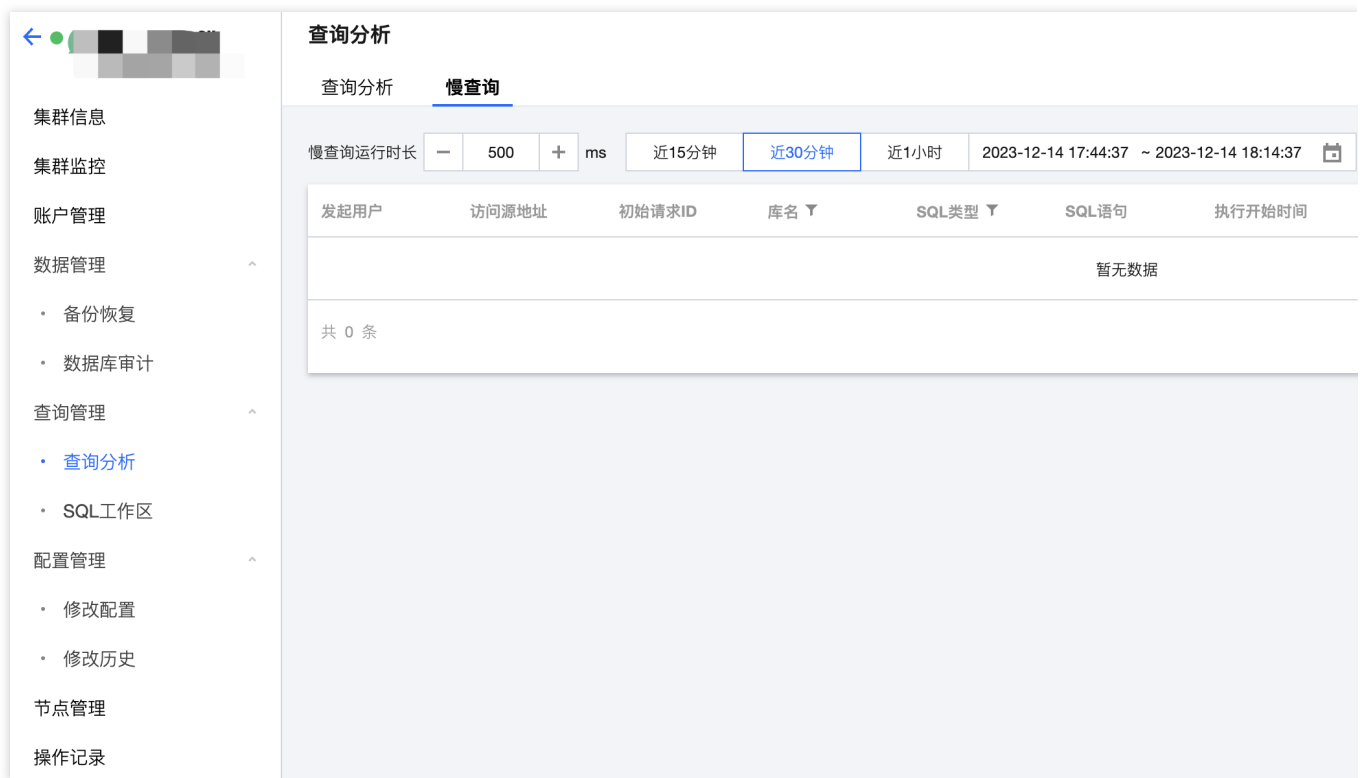 查询分析
查询分析 慢查询
集群信息
集群监控
账户管理
数据管理
· 备份恢复
· 数据库审计
查询管理
· 查询分析
· SQL工作区
配置管理
· 修改配置
· 修改历史
节点管理
操作记录
慢查询运行时长 － 500 + ms 近15分钟 近30分钟 近1小时 2023-12-14 17:44:37 ~ 2023-12-14 18:14:37
发起用户 访问源地址 初始请求ID 库名 SQL类型 SQL语句 执行开始时间
暂无数据
共 0 条